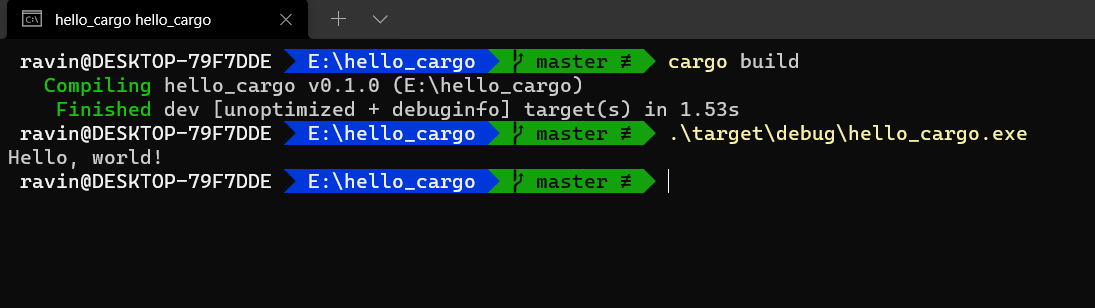 hello_cargo hello_cargo
ravin@DESKTOP-79F7DDE E:\hello_cargo master ≢ cargo build
Compiling hello_cargo v0.1.0 (E:\hello_cargo)
Finished dev [unoptimized + debuginfo] target(s) in 1.53s
ravin@DESKTOP-79F7DDE E:\hello_cargo master ≢ .\target\debug\hello_cargo.exe
Hello, world!
ravin@DESKTOP-79F7DDE E:\hello_cargo master ≢